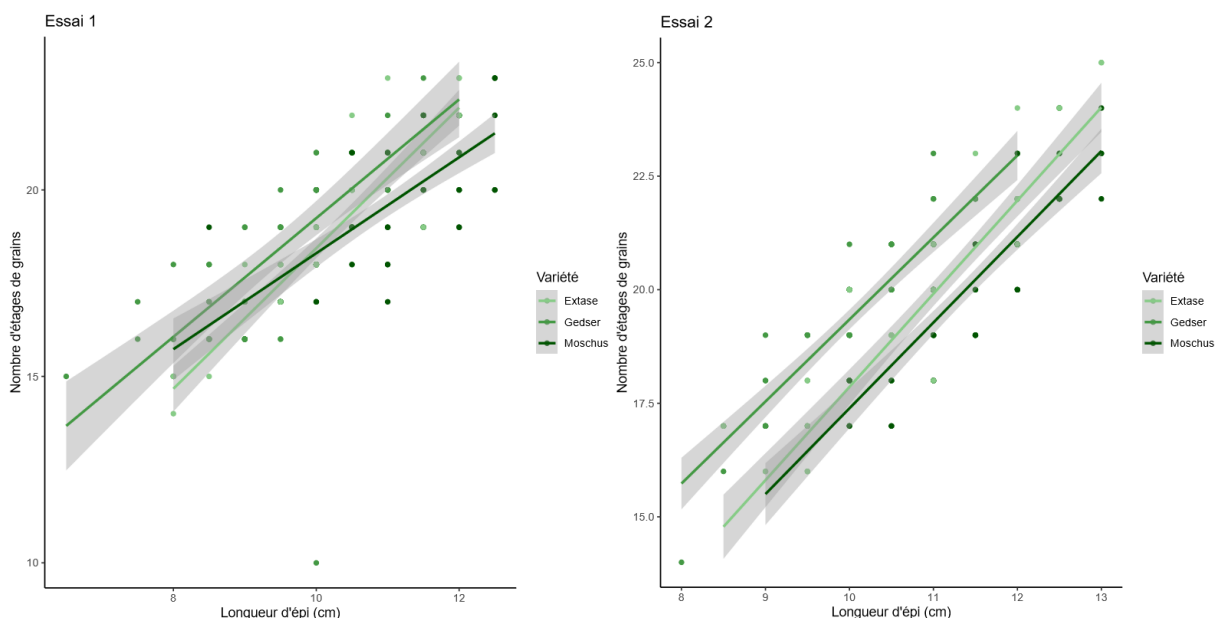 Essai 1
Nombre d'étages de grains
20
15
10
8
10
12
Longueur d'épi (cm)
Variété
Extase
Gedser
Moschus
Essai 2
Nombre d'étages de grains
25.0
22.5
20.0
17.5
15.0
8
9
10
11
12
13
Longueur d'épi (cm)
Variété
Extase
Gedser
Moschus